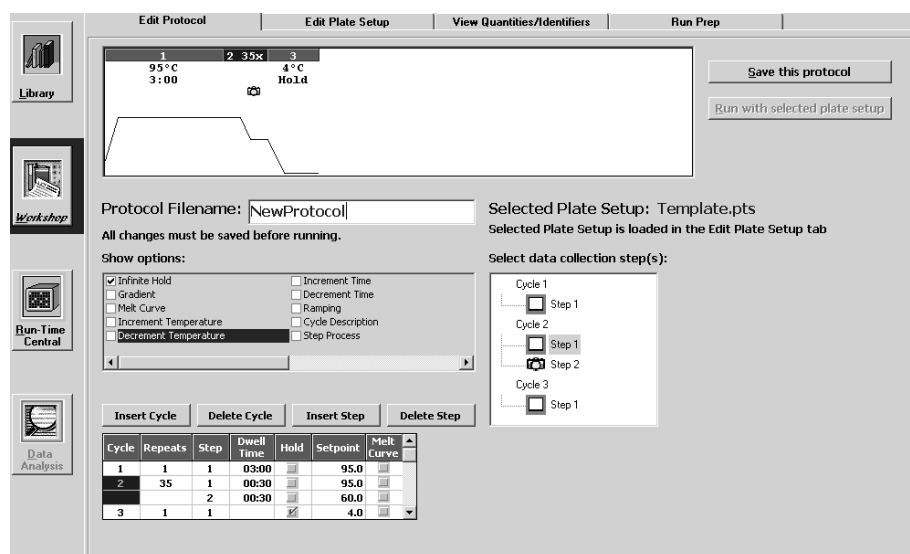 Edit Protocol Edit Plate Setup View Quantities/Identifiers Run Prep
Library
Workshop
Run-Time
Central
Data
Analysis
1 2 35x 3
95°C 4°C
3:00 Hold
Save this protocol
Run with selected plate setup
Protocol Filename: NewProtocol
All changes must be saved before running.
Selected Plate Setup: Template.pts
Selected Plate Setup is loaded in the Edit Plate Setup tab
Show options:
Infinite Hold Increment Time
Gradient Decrement Time
Melt Curve Ramping
Increment Temperature Cycle Description
Decrement Temperature Step Process
Select data collection step(s):
Cycle 1
Step 1
Cycle 2
Step 1
Step 2
Cycle 3
Step 1
Insert Cycle Delete Cycle Insert Step Delete Step
Cycle Repeats Step Dwell Time Hold Setpoint Melt Curve
1 1 1 03:00 95.0
2 35 1 00:30 95.0
2 00:30 60.0
3 1 1 4.0